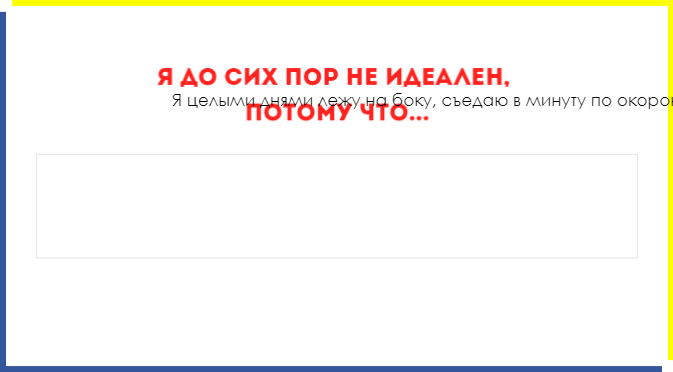 Я ДО СИХ ПОР НЕ ИДЕАЛЕН,
Я целыми днями лежу на боку, съедаю в минуту по окоро
ПОТОМУ ЧТО...